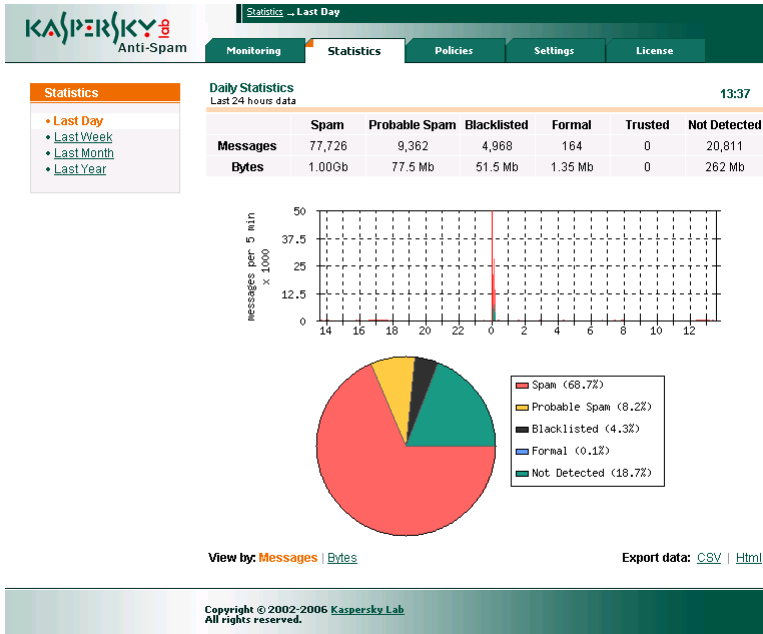 Statistics → Last Day
KASPERSKY lab
Anti-Spam
Monitoring Statistics Policies Settings License
Statistics
• Last Day
• Last Week
• Last Month
• Last Year
Daily Statistics
Last 24 hours data
13:37
Spam Probable Spam Blacklisted Formal Trusted Not Detected
Messages 77,726 9,362 4,968 164 0 20,811
Bytes 1.00Gb 77.5 Mb 51.5 Mb 1.35 Mb 0 262 Mb
messages per 5 min
x 1000
50
37.5
25
12.5
0
14 16 18 20 22 0 2 4 6 8 10 12
Spam (68.7%)
Probable Spam (8.2%)
Blacklisted (4.3%)
Formal (0.1%)
Not Detected (18.7%)
View by: Messages | Bytes
Export data: CSV | Html
Copyright © 2002-2006 Kaspersky Lab
All rights reserved.